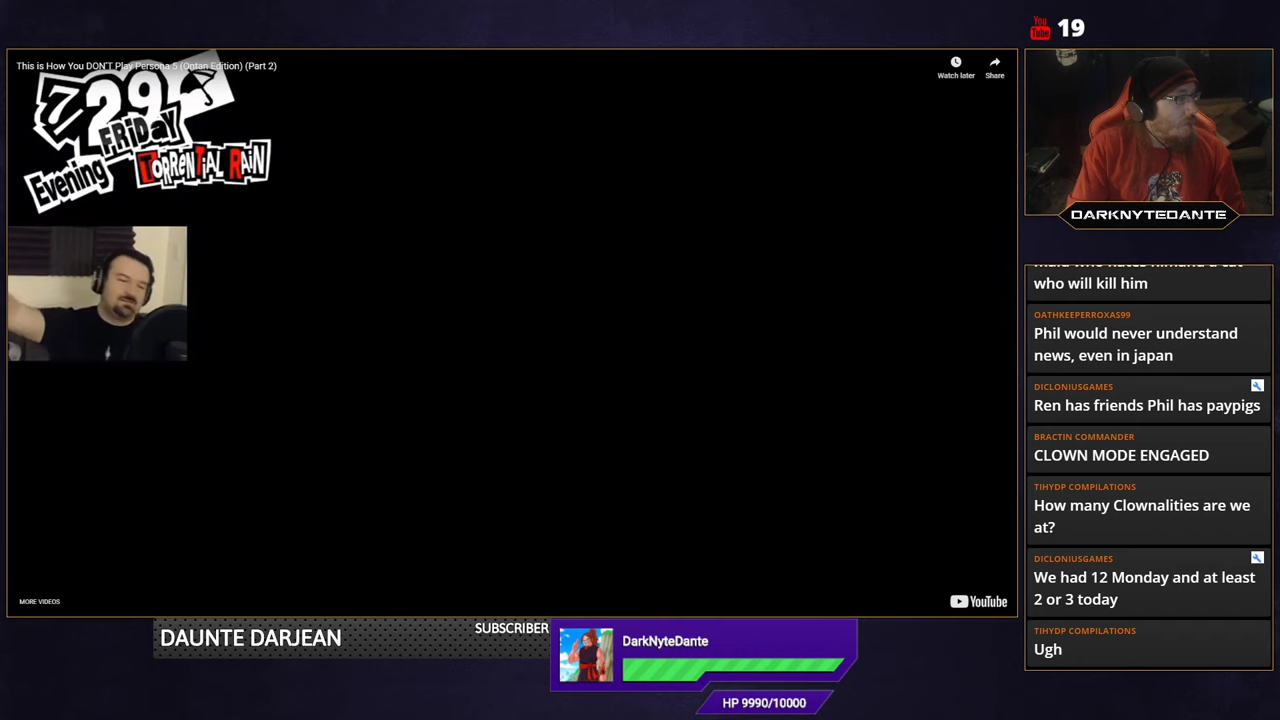 You Tube 19
This is How You DON'T Play Persona 5 (Ontan Edition) (Part 2)
Watch later
Share
7 29
FRiDaY
Evening
TorrenTiAL RAiN
DARKNYTEDANTE
who will kill him
OATHKEEPERROXAS99
Phil would never understand
news, even in japan
DICLONIUSGAMES
Ren has friends Phil has paypigs
BRACTIN COMMANDER
CLOWN MODE ENGAGED
TIHYDP COMPILATIONS
How many Clownalities are we
at?
DICLONIUSGAMES
We had 12 Monday and at least
2 or 3 today
TIHYDP COMPILATIONS
Ugh
MORE VIDEOS
YouTube
DAUNTE DARJEAN
SUBSCRIBER
DarkNyteDante
HP 9990/10000